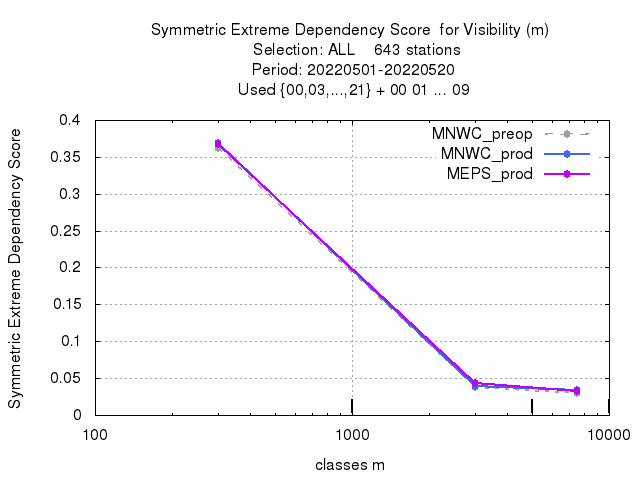 Symmetric Extreme Dependency Score  for Visibility (m)
Selection: ALL    643 stations
Period: 20220501-20220520
Used {00,03,...,21} + 00 01 ... 09
MNWC_preop
MNWC_prod
MEPS_prod
Symmetric Extreme Dependency Score
0.4
0.35
0.3
0.25
0.2
0.15
0.1
0.05
0
100 1000 10000
classes m